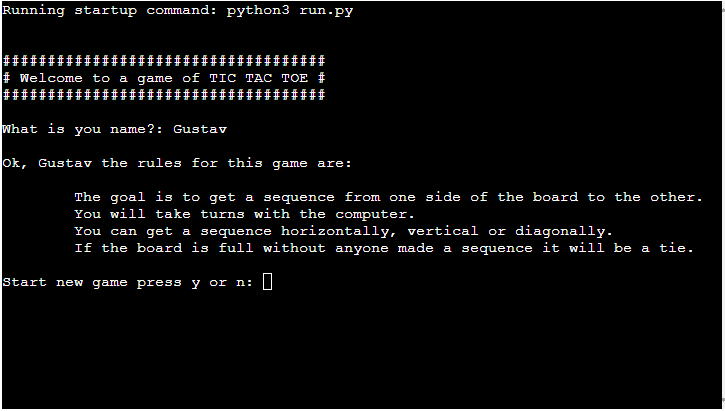 Running startup command: python3 run.py
####################################
# Welcome to a game of TIC TAC TOE #
####################################
What is you name?: Gustav
Ok, Gustav the rules for this game are:
The goal is to get a sequence from one side of the board to the other.
You will take turns with the computer.
You can get a sequence horizontally, vertical or diagonally.
If the board is full without anyone made a sequence it will be a tie.
Start new game press y or n: